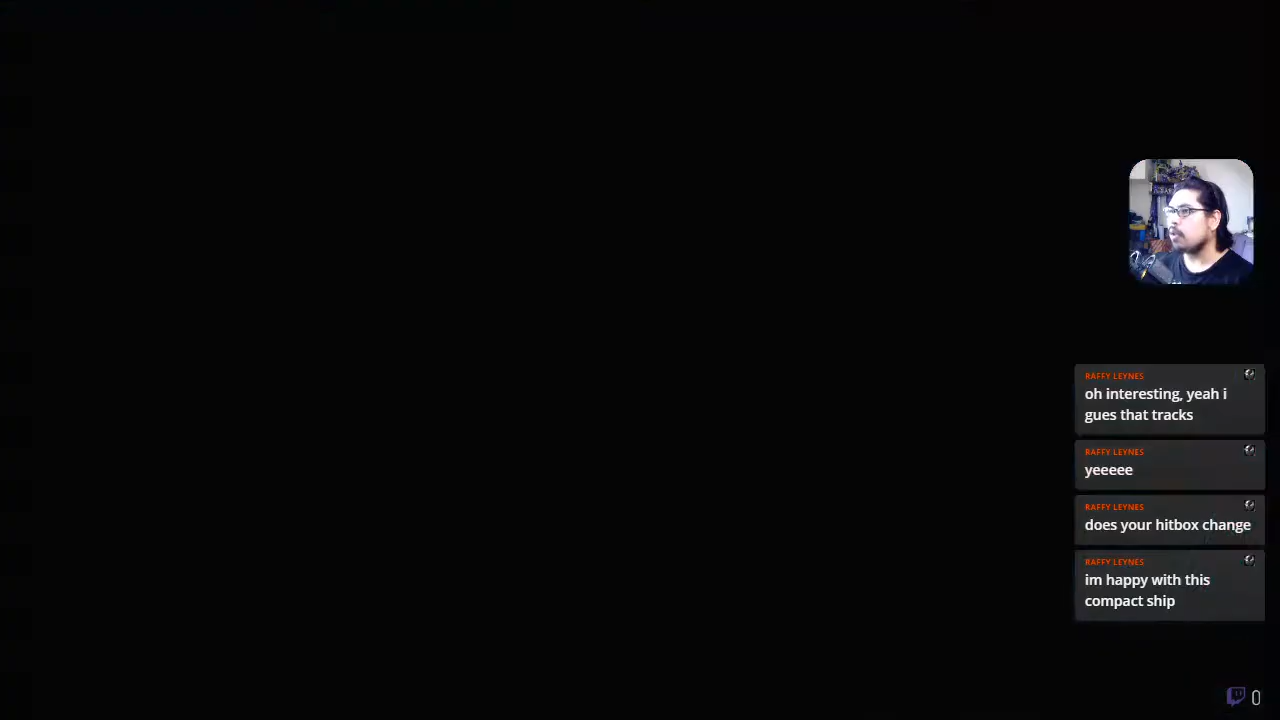 RAFFY LEYNES
oh interesting, yeah i
gues that tracks
RAFFY LEYNES
yeeeee
RAFFY LEYNES
does your hitbox change
RAFFY LEYNES
im happy with this
compact ship
0